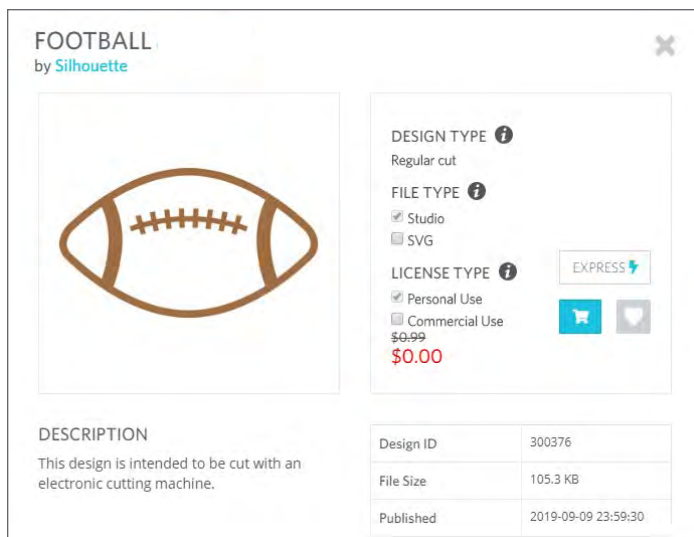 FOOTBALL
by Silhouette
DESIGN TYPE
Regular cut
FILE TYPE
Studio
SVG
LICENSE TYPE
Personal Use
Commercial Use
$0.99
$0.00
EXPRESS
DESCRIPTION
This design is intended to be cut with an
electronic cutting machine.
Design ID 300376
File Size 105.3 KB
Published 2019-09-09 23:59:30